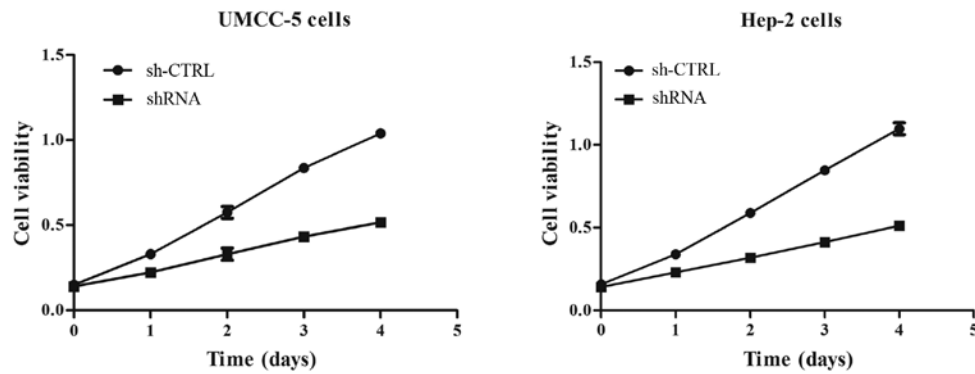 UMCC-5 cells
1.5
1.0
0.5
0.0
Cell viability
sh-CTRL
shRNA
0 1 2 3 4 5
Time (days)
Hep-2 cells
1.5
1.0
0.5
0.0
Cell viability
sh-CTRL
shRNA
0 1 2 3 4 5
Time (days)